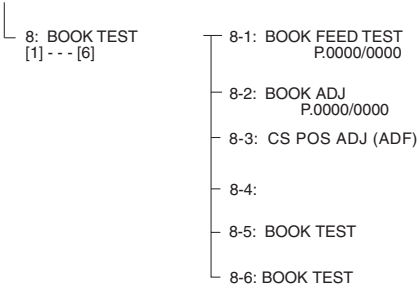 8: BOOK TEST
[1] - - - [6]
8-1: BOOK FEED TEST
P.0000/0000
8-2: BOOK ADJ
P.0000/0000
8-3: CS POS ADJ (ADF)
8-4:
8-5: BOOK TEST
8-6: BOOK TEST